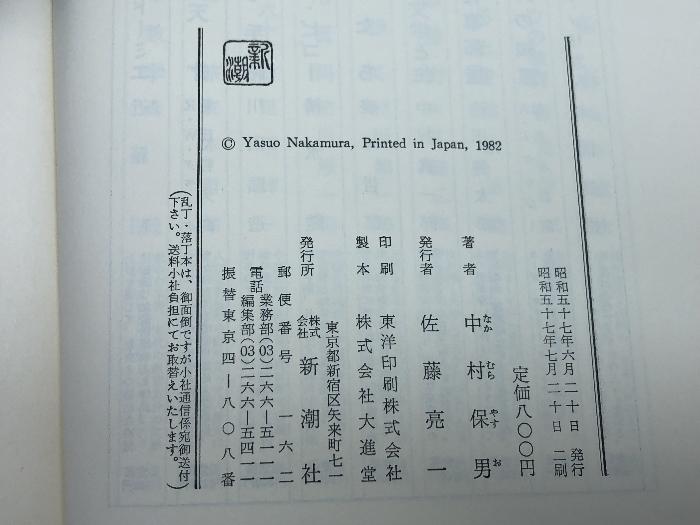 新潮
© Yasuo Nakamura, Printed in Japan, 1982
昭和五十七年六月二十日 発行
昭和五十七年七月二十日 二刷
定価八〇〇円
著者 中村保男
なか むら やす お
発行者 佐藤亮一
印刷 東洋印刷株式会社
製本 株式会社大進堂
発行所 株式会社 新潮社
東京都新宿区矢来町七一
郵便番号 一六二
電話 業務部(03)二六六—五一一一
編集部(03)二六六—五四一一
振替東京四—八〇八番
(乱丁・落丁本は、御面倒ですが小社通信係宛御送付
下さい。送料小社負担にてお取替えいたします。)